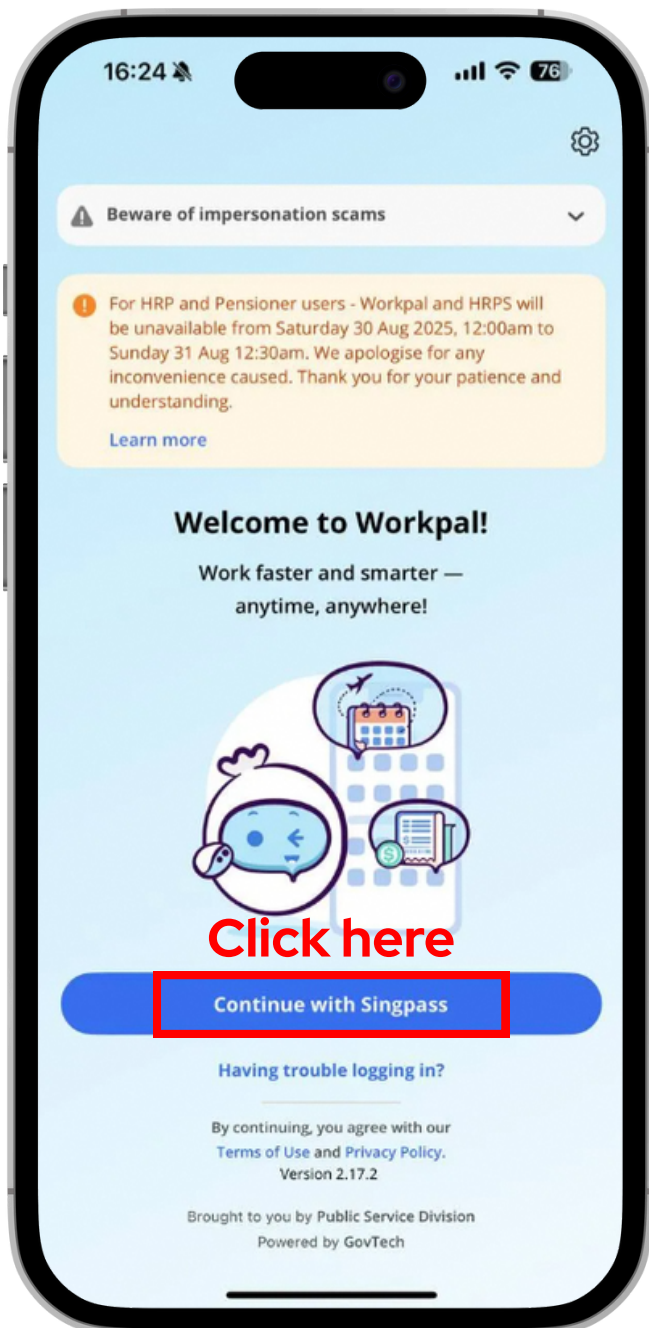 16:24
76
Beware of impersonation scams
For HRP and Pensioner users - Workpal and HRPS will
be unavailable from Saturday 30 Aug 2025, 12:00am to
Sunday 31 Aug 12:30am. We apologise for any
inconvenience caused. Thank you for your patience and
understanding.
Learn more
Welcome to Workpal!
Work faster and smarter —
anytime, anywhere!
Click here
Continue with Singpass
Having trouble logging in?
By continuing, you agree with our
Terms of Use and Privacy Policy.
Version 2.17.2
Brought to you by Public Service Division
Powered by GovTech